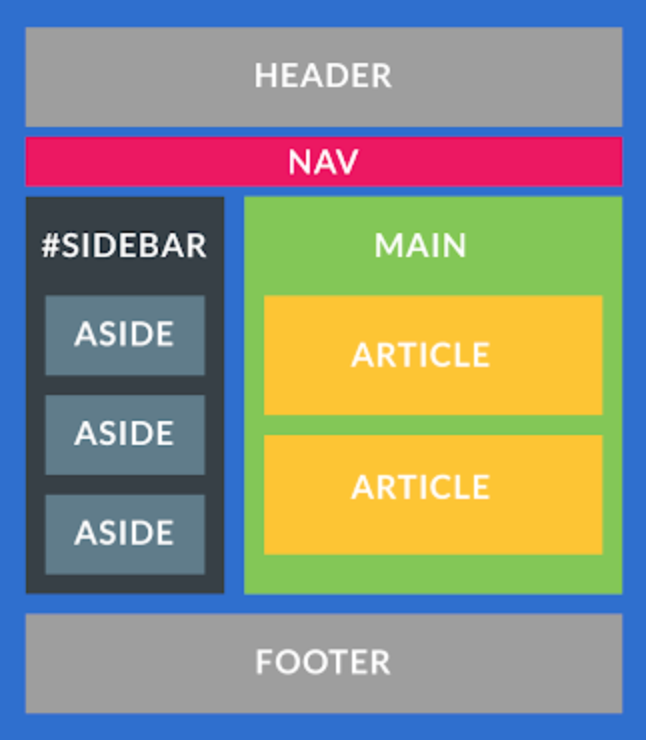 HEADER
NAV
#SIDEBAR
ASIDE
ASIDE
ASIDE
MAIN
ARTICLE
ARTICLE
FOOTER